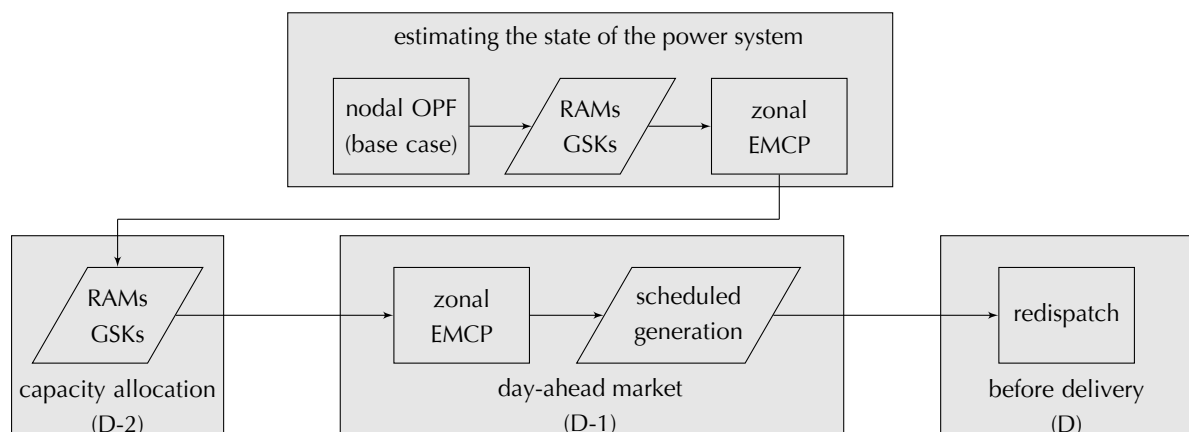 estimating the state of the power system
nodal OPF
(base case)
RAMs
GSKs
zonal
EMCP
RAMs
GSKs
capacity allocation
(D-2)
zonal
EMCP
scheduled
generation
day-ahead market
(D-1)
redispatch
before delivery
(D)